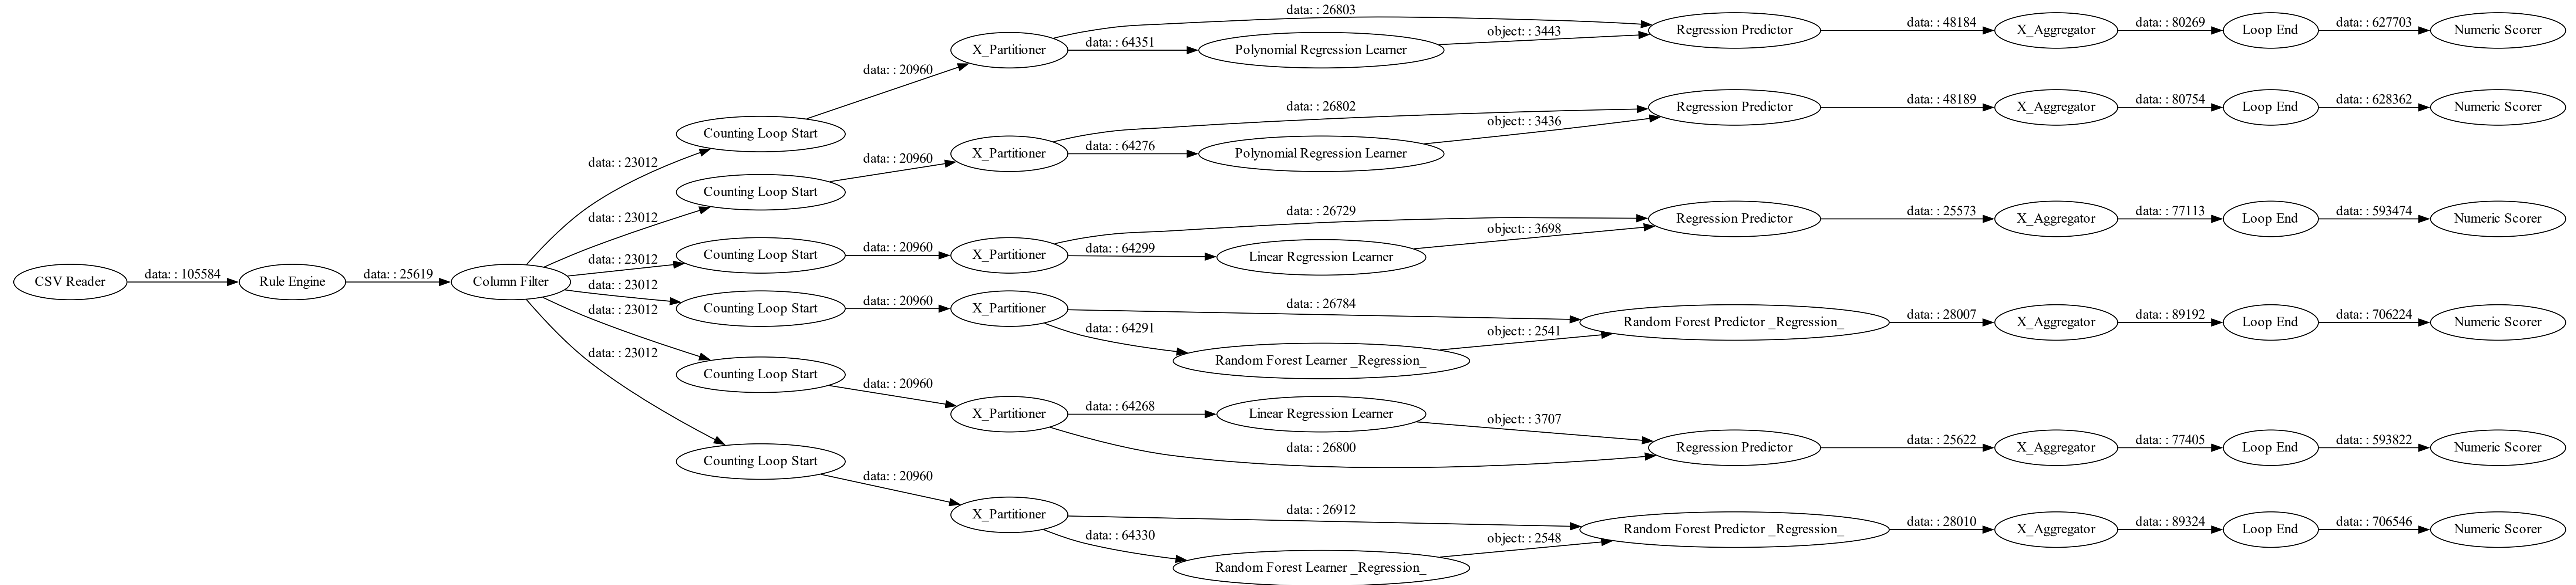 CSV Reader
data: : 105584
Rule Engine
data: : 25619
Column Filter
data: : 23012
Counting Loop Start
data: : 20960
X_Partitioner
data: : 26803
data: : 64351
Polynomial Regression Learner
object: : 3443
Regression Predictor
data: : 48184
X_Aggregator
data: : 80269
Loop End
data: : 627703
Numeric Scorer
data: : 23012
Counting Loop Start
data: : 20960
X_Partitioner
data: : 26802
data: : 64276
Polynomial Regression Learner
object: : 3436
Regression Predictor
data: : 48189
X_Aggregator
data: : 80754
Loop End
data: : 628362
Numeric Scorer
data: : 23012
Counting Loop Start
data: : 20960
X_Partitioner
data: : 26729
data: : 64299
Linear Regression Learner
object: : 3698
Regression Predictor
data: : 25573
X_Aggregator
data: : 77113
Loop End
data: : 593474
Numeric Scorer
data: : 23012
Counting Loop Start
data: : 20960
X_Partitioner
data: : 26784
data: : 64291
Random Forest Learner _Regression_
object: : 2541
Random Forest Predictor _Regression_
data: : 28007
X_Aggregator
data: : 89192
Loop End
data: : 706224
Numeric Scorer
data: : 23012
Counting Loop Start
data: : 20960
X_Partitioner
data: : 64268
Linear Regression Learner
object: : 3707
data: : 26800
Regression Predictor
data: : 25622
X_Aggregator
data: : 77405
Loop End
data: : 593822
Numeric Scorer
data: : 23012
Counting Loop Start
data: : 20960
X_Partitioner
data: : 26912
data: : 64330
Random Forest Learner _Regression_
object: : 2548
Random Forest Predictor _Regression_
data: : 28010
X_Aggregator
data: : 89324
Loop End
data: : 706546
Numeric Scorer